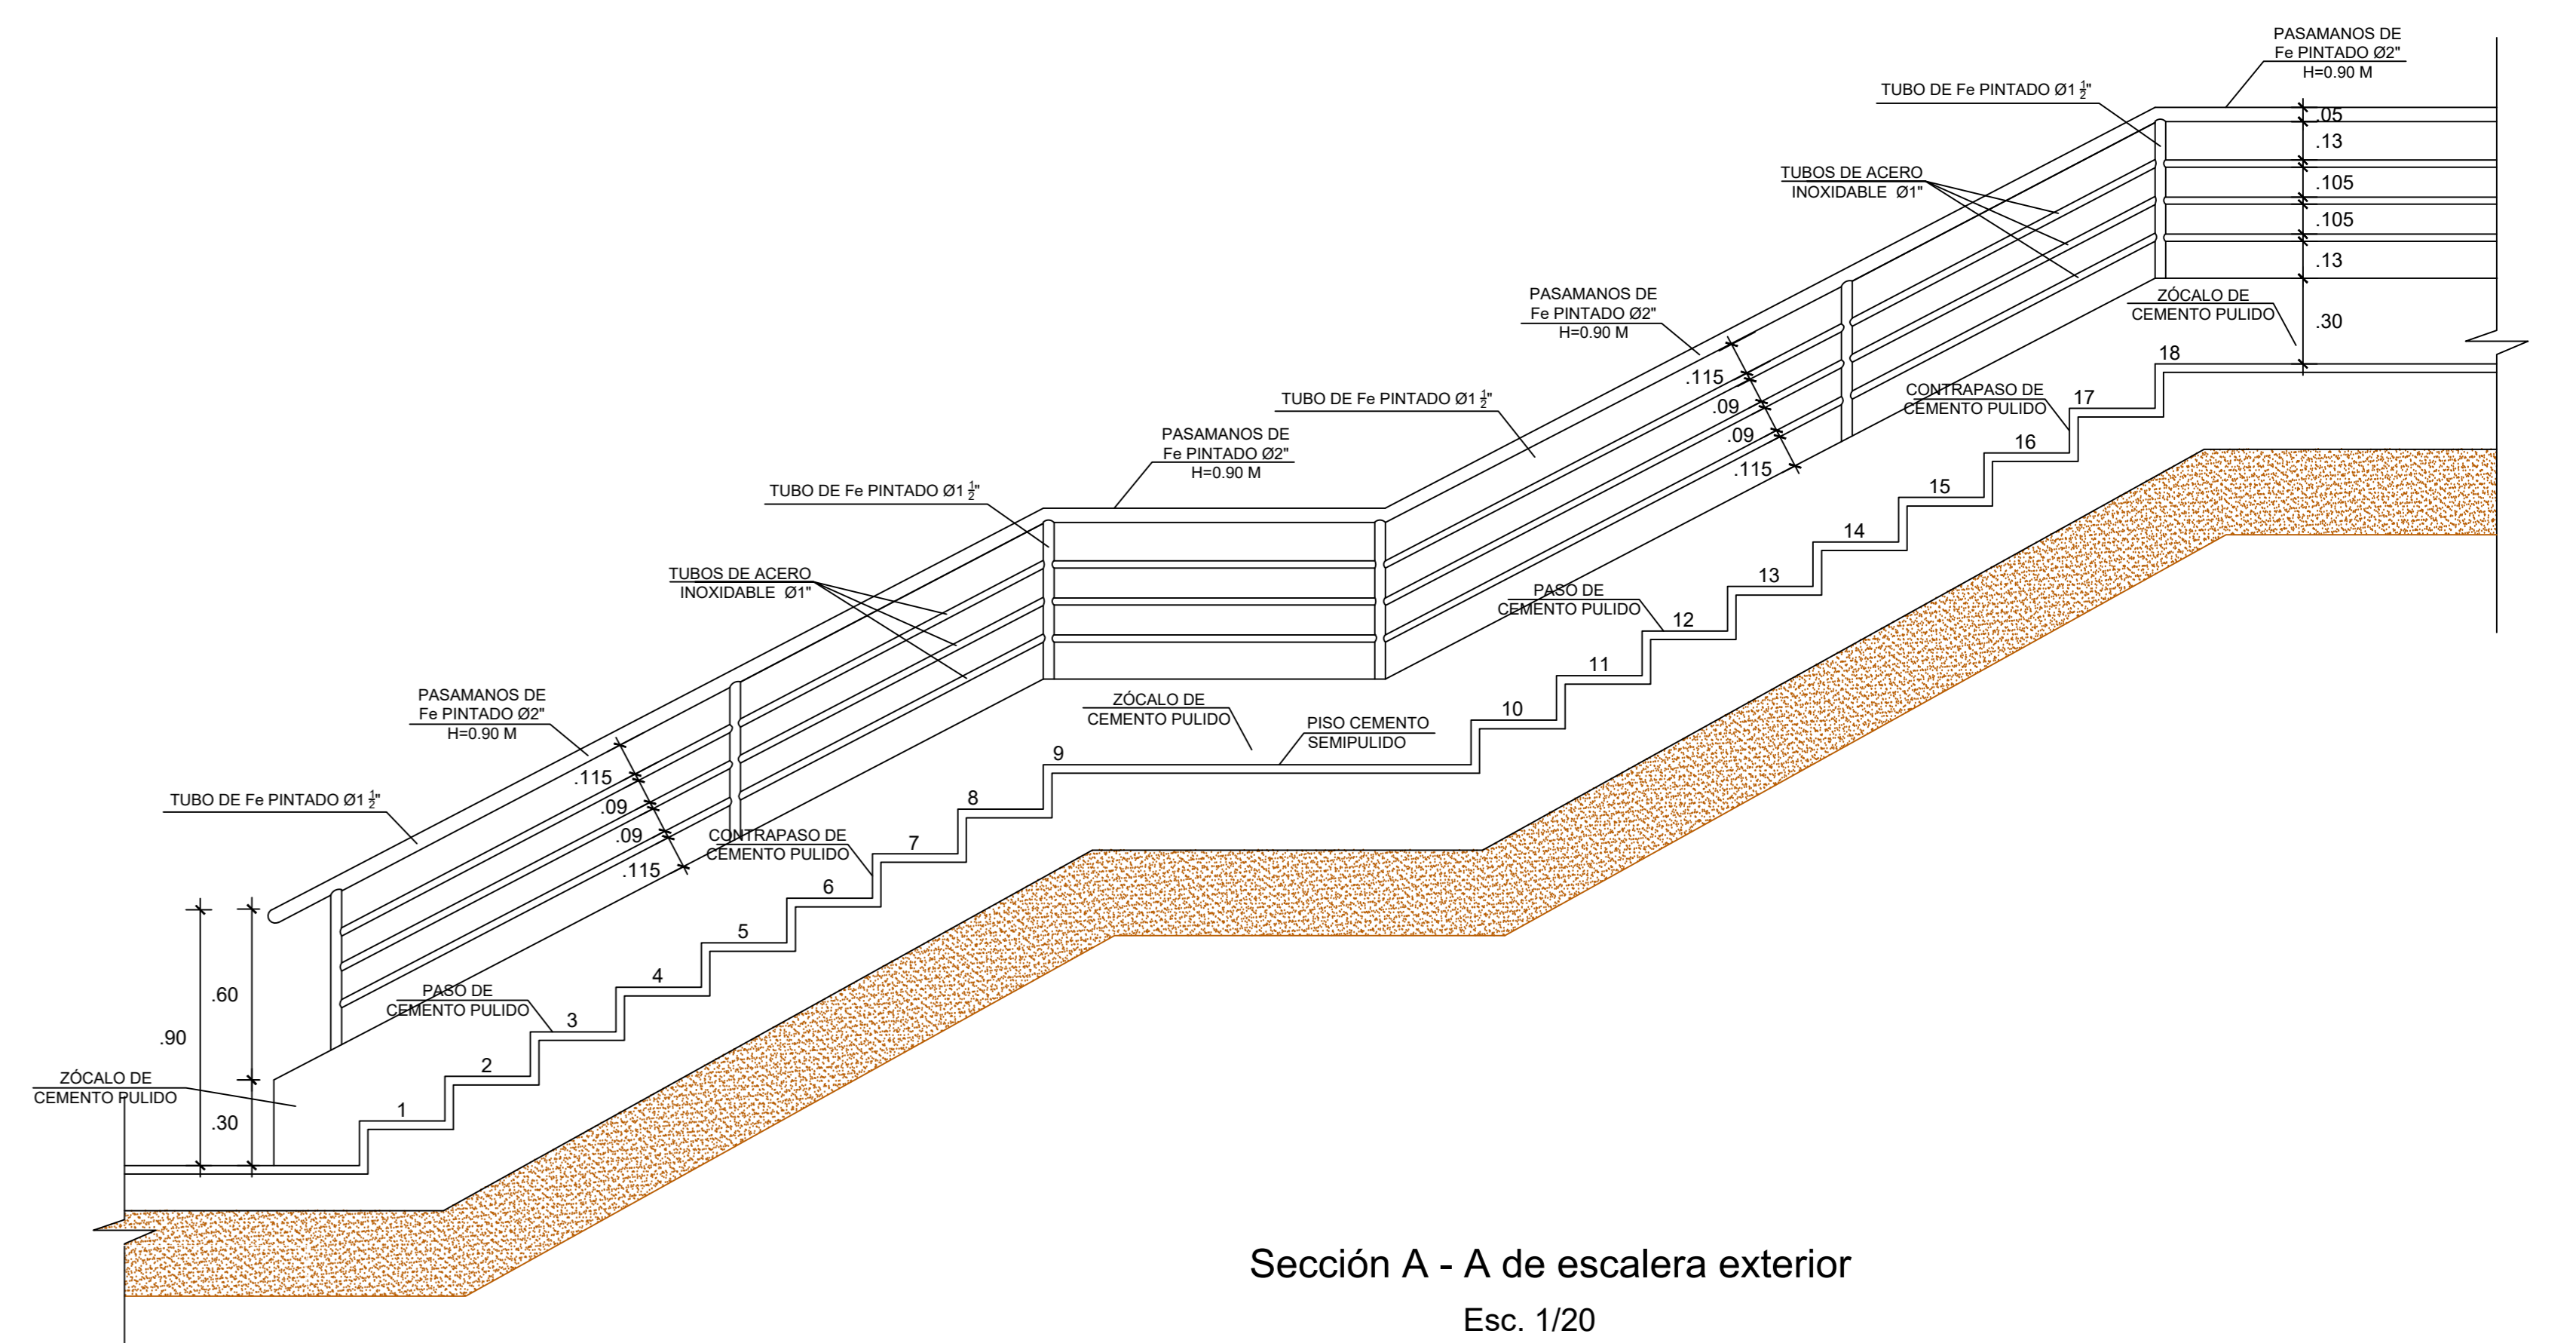 PASAMANOS DE
Fe PINTADO Ø2"
H=0.90 M
TUBO DE Fe PINTADO Ø1 1/2"
.05
.13
.105
.105
.13
.30
TUBOS DE ACERO
INOXIDABLE Ø1"
ZÓCALO DE
CEMENTO PULIDO
PASAMANOS DE
Fe PINTADO Ø2"
H=0.90 M
.115
.09
.09
.115
18
CONTRAPASO DE
CEMENTO PULIDO
17
16
15
14
13
12
11
10
TUBO DE Fe PINTADO Ø1 1/2"
PASAMANOS DE
Fe PINTADO Ø2"
H=0.90 M
TUBO DE Fe PINTADO Ø1 1/2"
TUBOS DE ACERO
INOXIDABLE Ø1"
PASO DE
CEMENTO PULIDO
ZÓCALO DE
CEMENTO PULIDO
PISO CEMENTO
SEMIPULIDO
PASAMANOS DE
Fe PINTADO Ø2"
H=0.90 M
.115
.09
.09
.115
9
8
7
6
5
4
3
2
1
TUBO DE Fe PINTADO Ø1 1/2"
CONTRAPASO DE
CEMENTO PULIDO
PASO DE
CEMENTO PULIDO
.60
.90
.30
ZÓCALO DE
CEMENTO PULIDO
Sección A - A de escalera exterior
Esc. 1/20